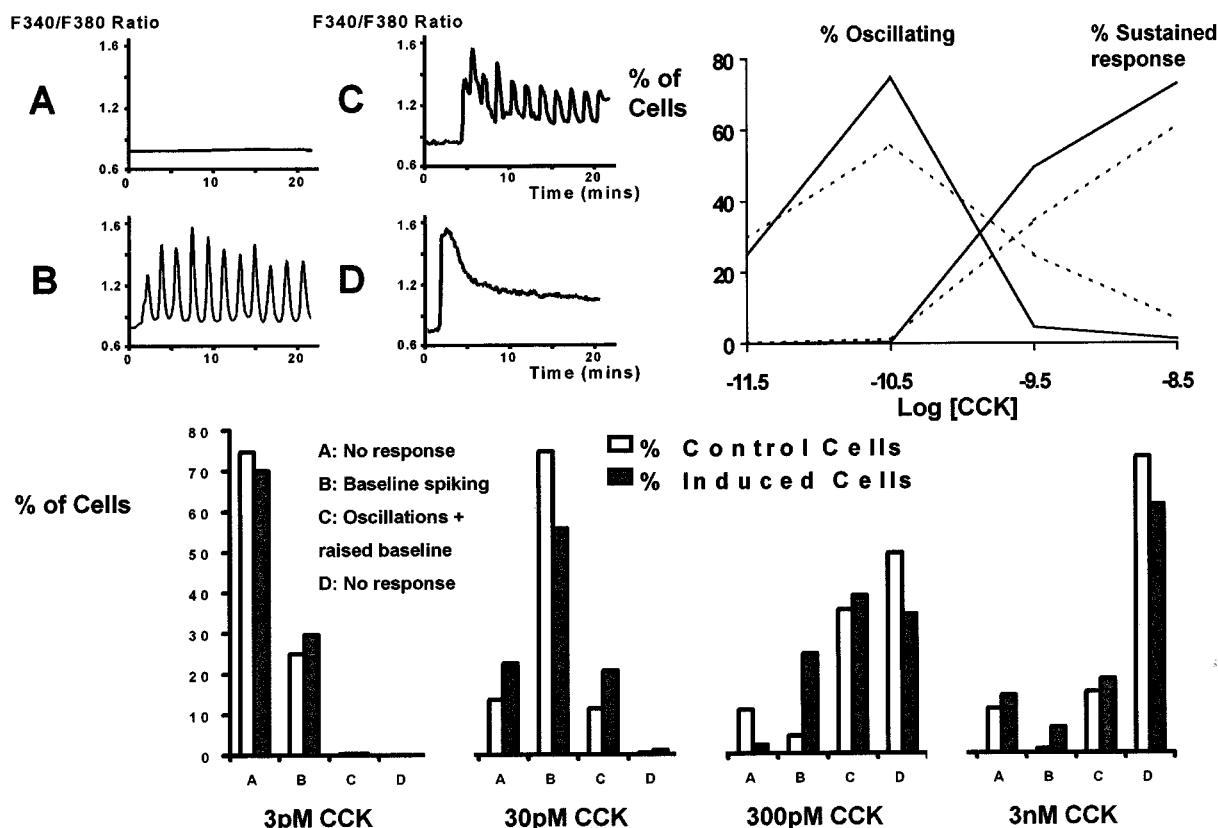 F340/F380 Ratio
1.6
1.2
0.6
0
10
20
A
F340/F380 Ratio
1.6
1.2
0.6
0
10
20
Time (mins)
C
1.6
1.2
0.6
0
10
20
B
1.6
1.2
0.6
0
10
20
Time (mins)
D
% Oscillating
% Sustained
response
% of
Cells
80
60
40
20
0
-11.5
-10.5
-9.5
-8.5
Log [CCK]
% of Cells
80
70
60
50
40
30
20
10
0
A: No response
B: Baseline spiking
C: Oscillations +
raised baseline
D: No response
% Control Cells
% Induced Cells
A B C D
A B C D
A B C D
A B C D
3pM CCK
30pM CCK
300pM CCK
3nM CCK